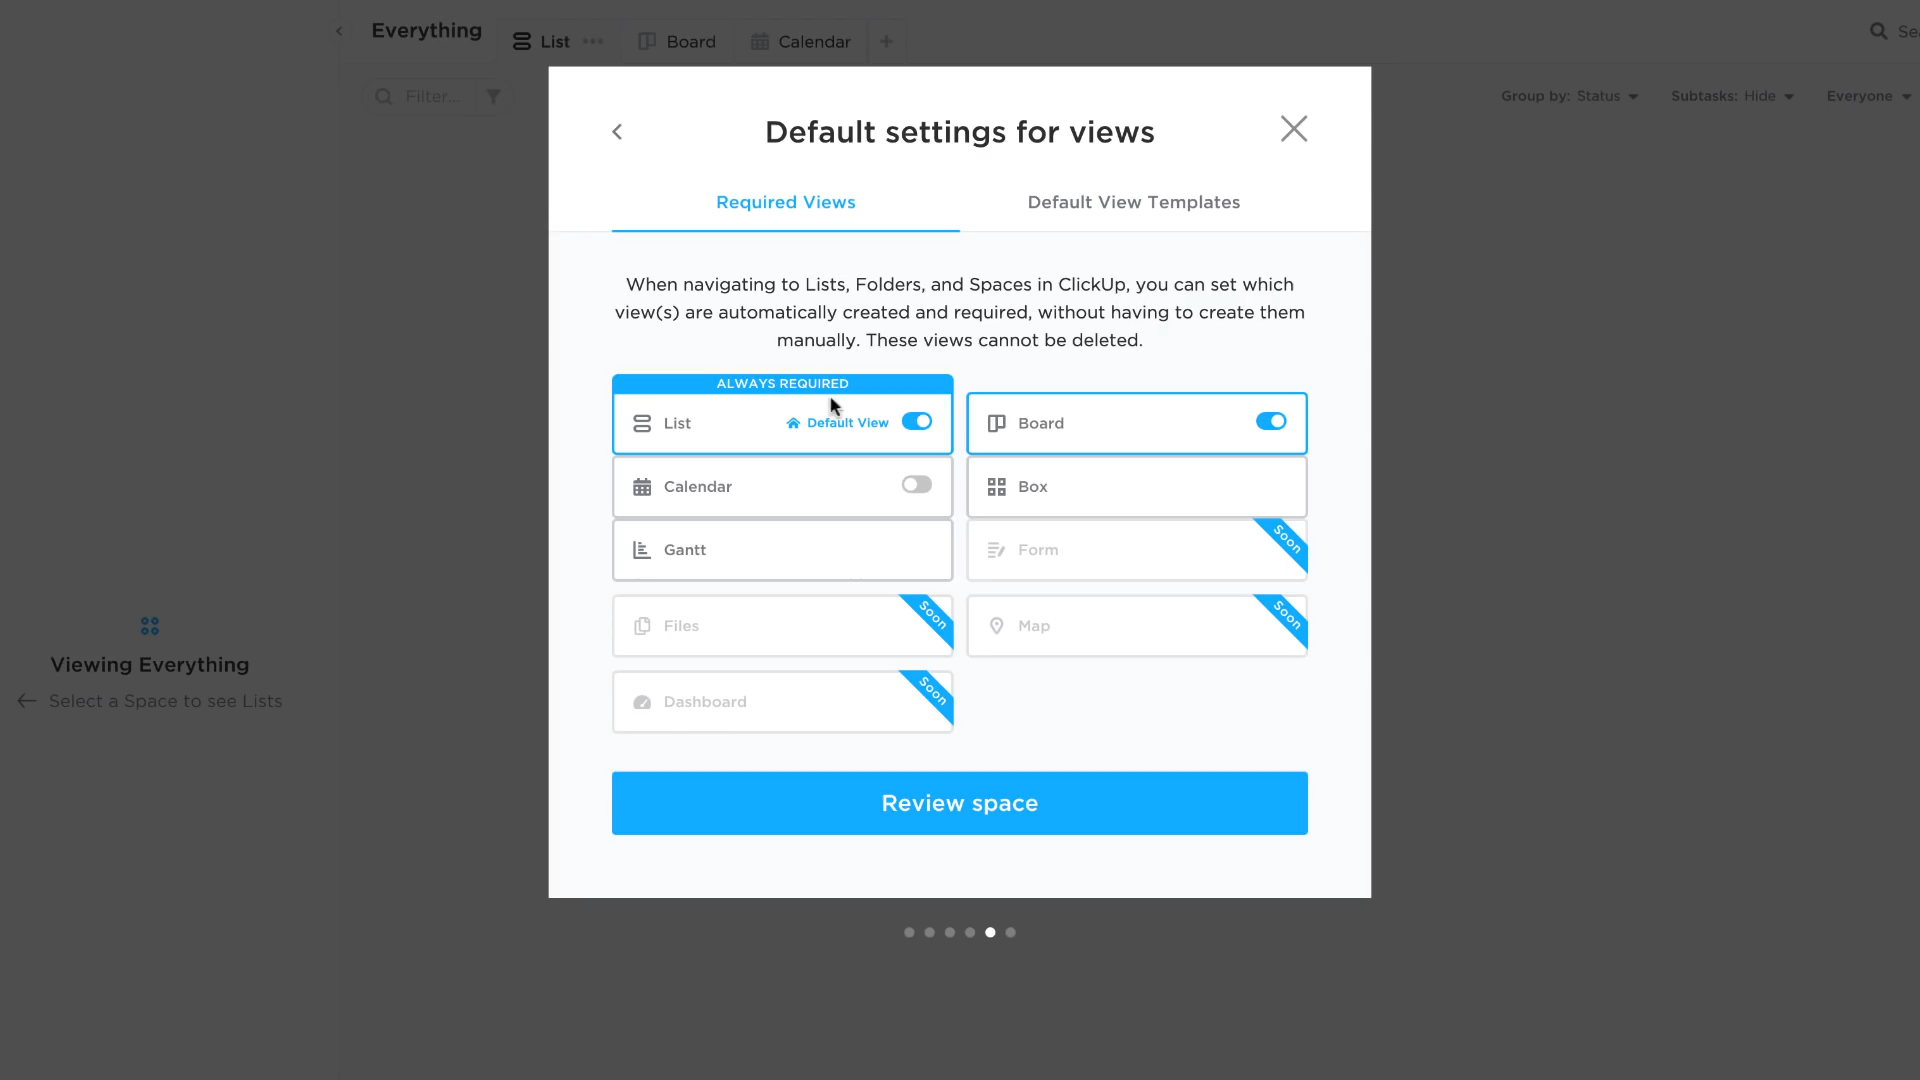 Everything
List
Board
Calendar
Filter...
Group by: Status
Subtasks: Hide
Everyone
Default settings for views
Required Views
Default View Templates
When navigating to Lists, Folders, and Spaces in ClickUp, you can set which
view(s) are automatically created and required, without having to create them
manually. These views cannot be deleted.
ALWAYS REQUIRED
List
Default View
Board
Calendar
Box
Gantt
Form
Soon
Files
Soon
Map
Soon
Dashboard
Soon
Viewing Everything
Select a Space to see Lists
Review space